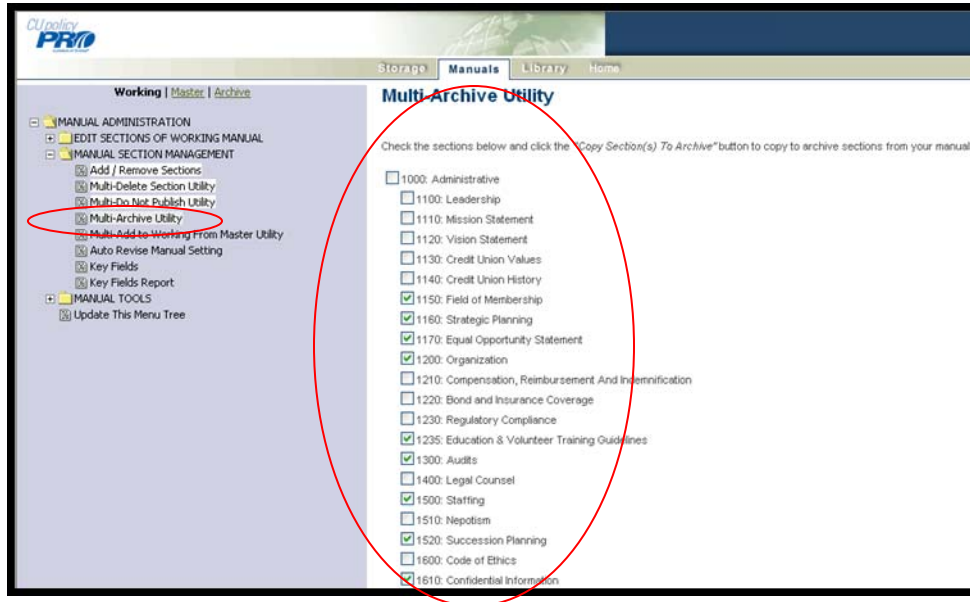 CU policy
PRO
Storage Manuals Library Home
Working | Master | Archive
MANUAL ADMINISTRATION
EDIT SECTIONS OF WORKING MANUAL
MANUAL SECTION MANAGEMENT
Add / Remove Sections
Multi-Delete Section Utility
Multi-Do Not Publish Utility
Multi-Archive Utility
Multi-Add to Working From Master Utility
Auto Revise Manual Setting
Key Fields
Key Fields Report
MANUAL TOOLS
Update This Menu Tree
Multi-Archive Utility
Check the sections below and click the "Copy Section(s) To Archive" button to copy to archive sections from your manual
1000: Administrative
1100: Leadership
1110: Mission Statement
1120: Vision Statement
1130: Credit Union Values
1140: Credit Union History
1150: Field of Membership
1160: Strategic Planning
1170: Equal Opportunity Statement
1200: Organization
1210: Compensation, Reimbursement And Indemnification
1220: Bond and Insurance Coverage
1230: Regulatory Compliance
1235: Education & Volunteer Training Guidelines
1300: Audits
1400: Legal Counsel
1500: Staffing
1510: Nepotism
1520: Succession Planning
1600: Code of Ethics
1610: Confidential Information